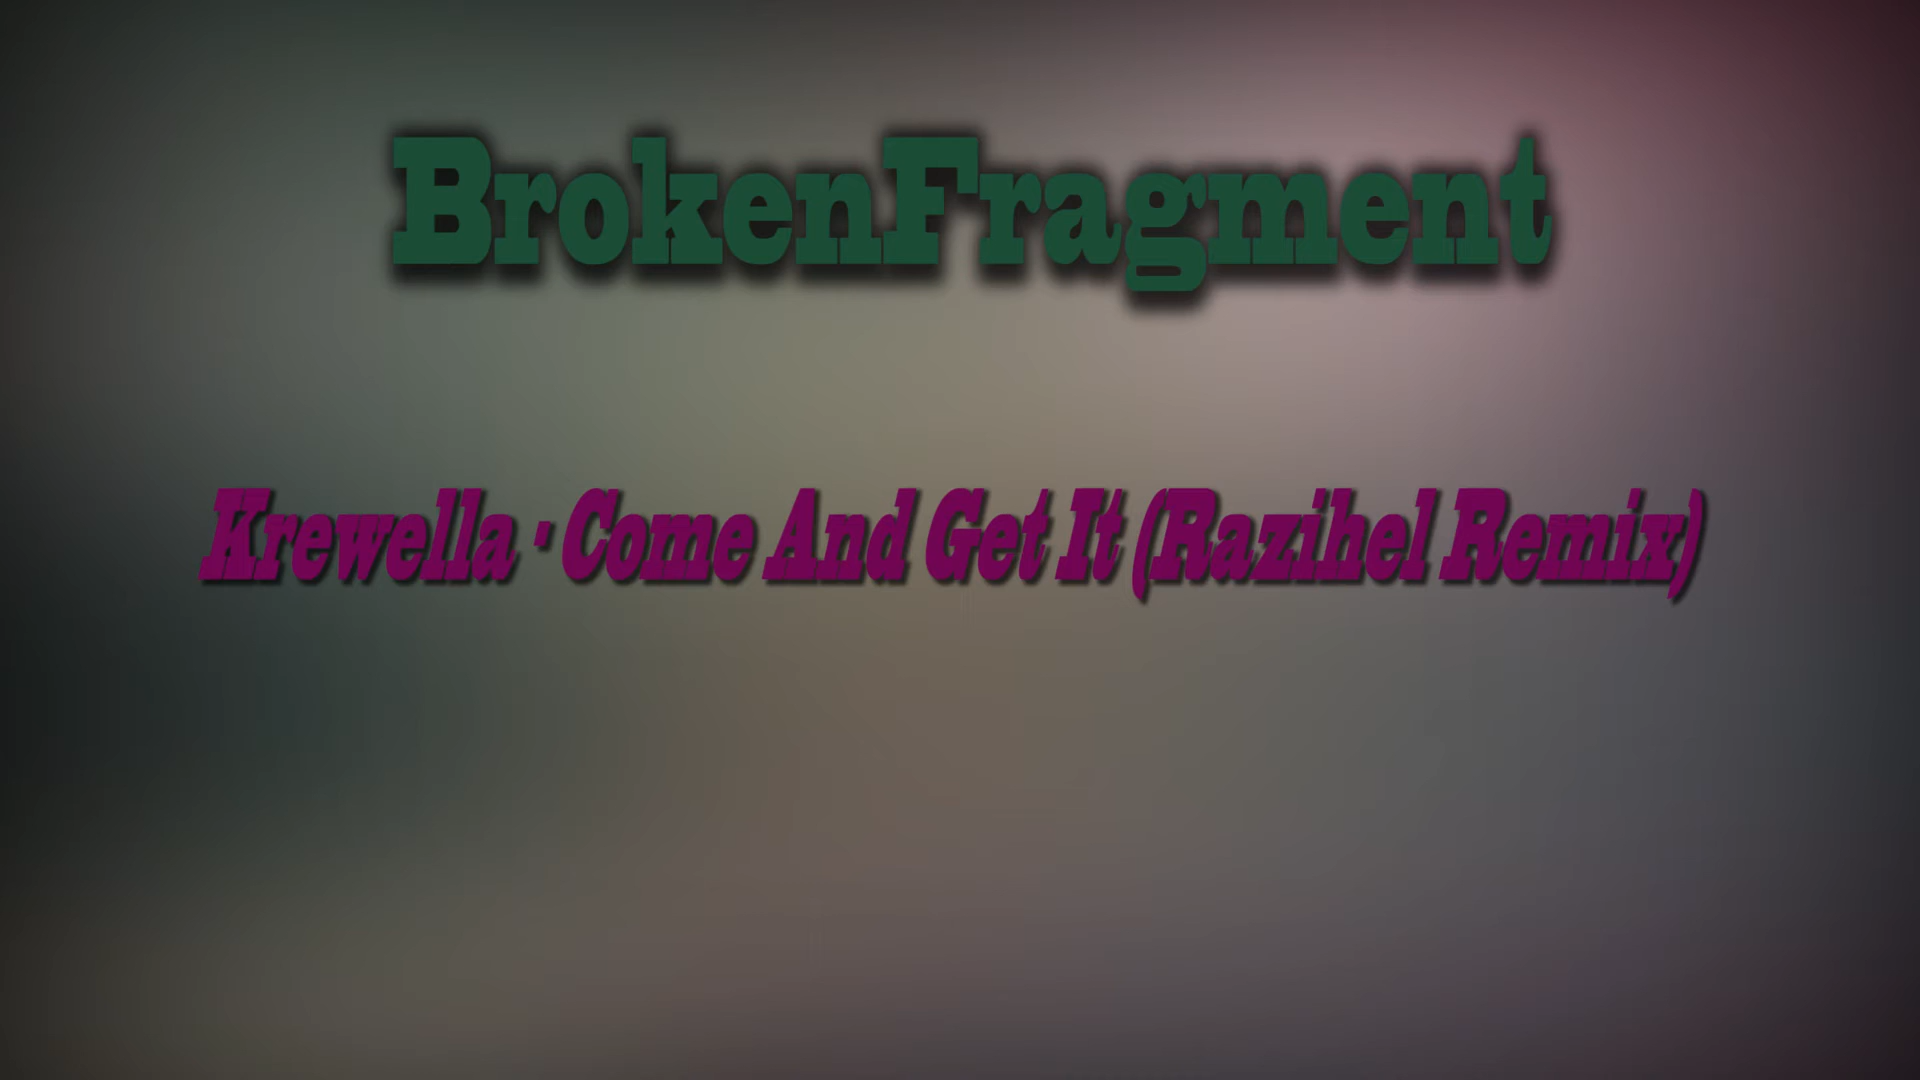 BrokenFragment
Krewella - Come And Get It (Razihel Remix)